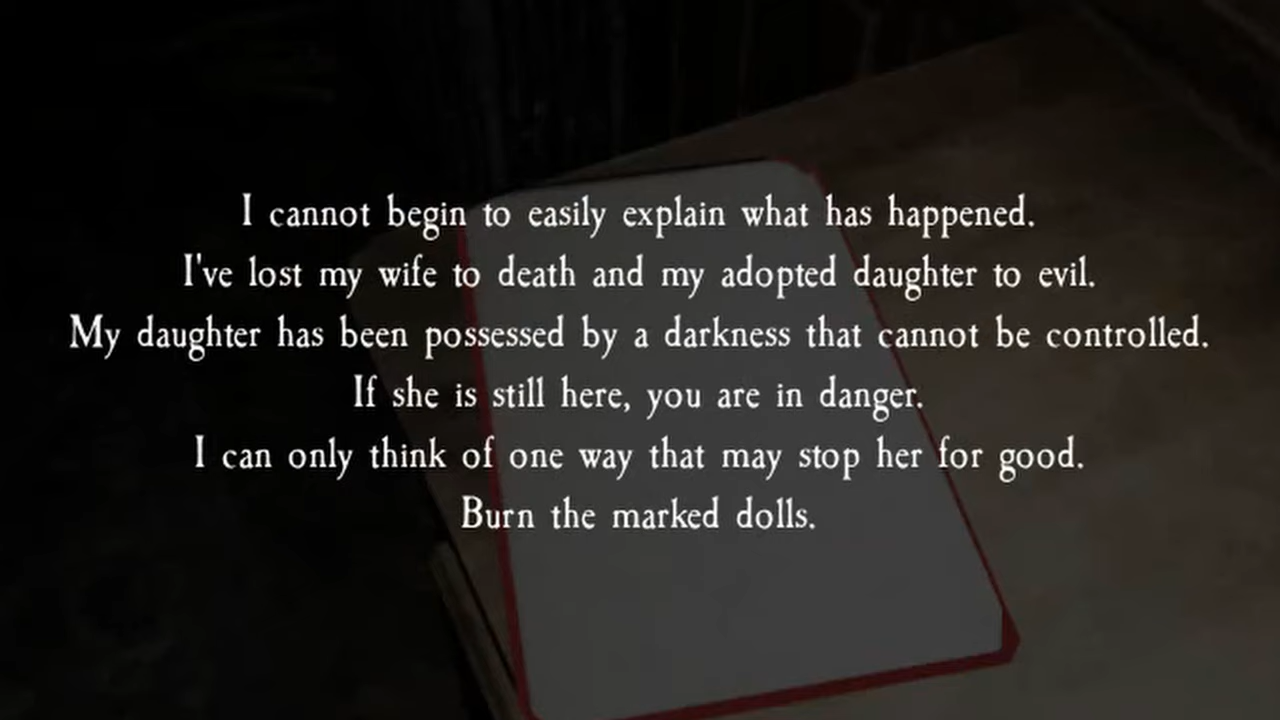 I cannot begin to easily explain what has happened.
I've lost my wife to death and my adopted daughter to evil.
My daughter has been possessed by a darkness that cannot be controlled.
If she is still here, you are in danger.
I can only think of one way that may stop her for good.
Burn the marked dolls.